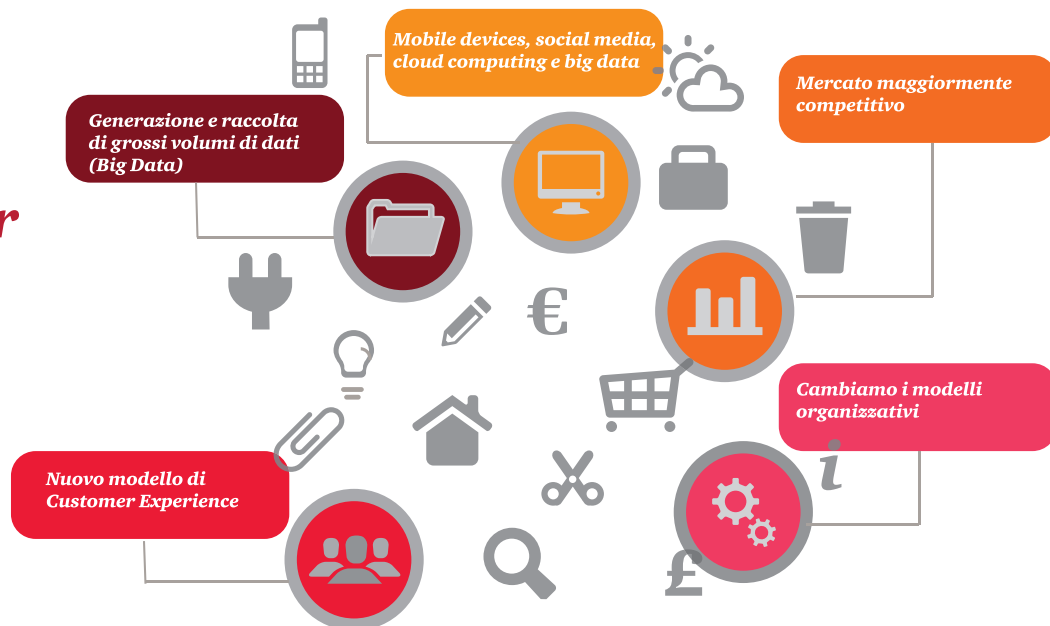 Mobile devices, social media,
cloud computing e big data
Mercato maggiormente
competitivo
Generazione e raccolta
di grossi volumi di dati
(Big Data)
r
€
Cambiamo i modelli
organizzativi
i
Nuovo modello di
Customer Experience
£